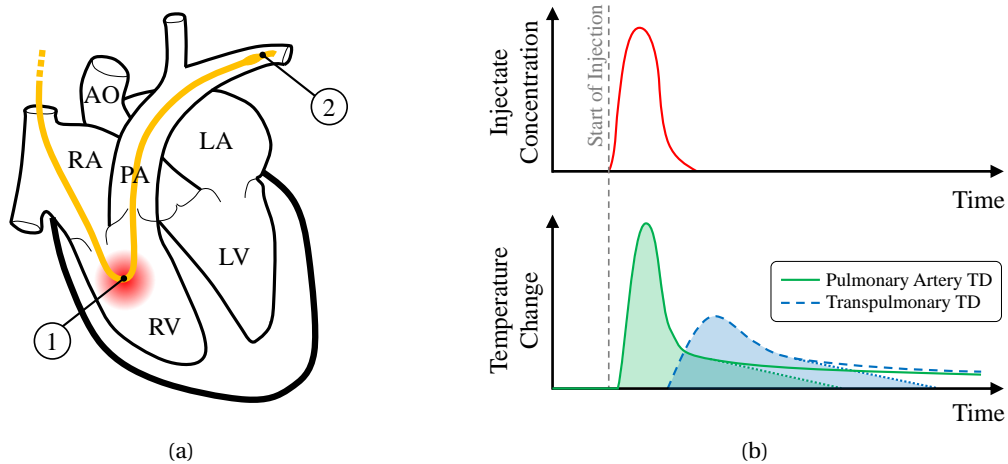 AO
RA
PA
LA
LV
RV
1
2
(a)
Injectate
Concentration
Start of Injection
Time
Temperature
Change
Pulmonary Artery TD
Transpulmonary TD
Time
(b)